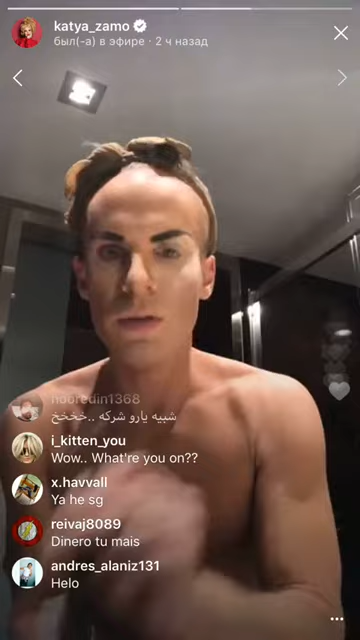 katya_zamo
был(-а) в эфире · 2 ч назад
nooredin1368
شبیه یارو شرکه ..خخخخ
i_kitten_you
Wow.. What're you on??
x.havvall
Ya he sg
reivaj8089
Dinero tu mais
andres_alaniz131
Helo